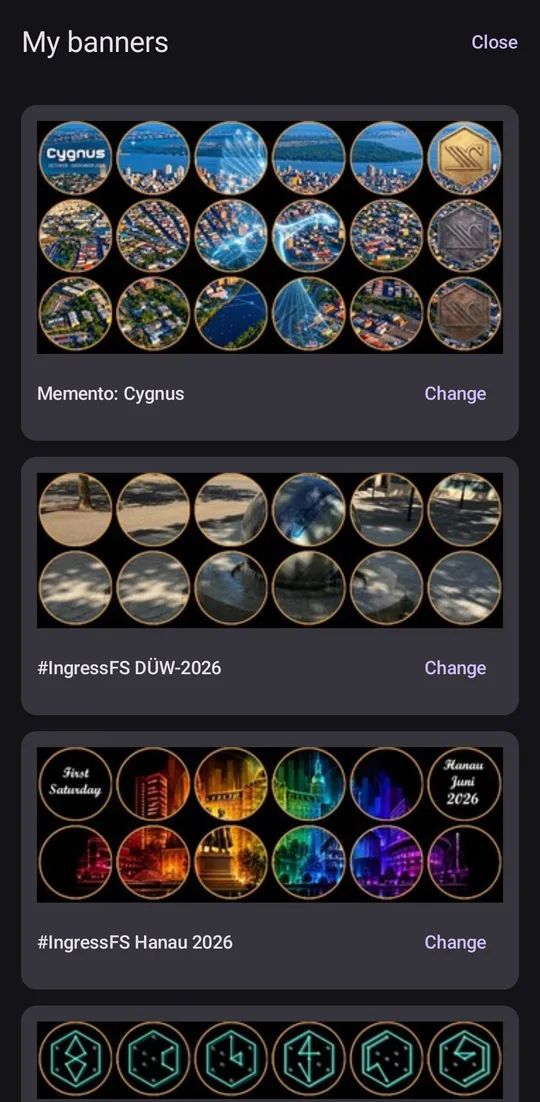 My banners
Close
Cygnus
Memento: Cygnus
Change
#IngressFS DÜW-2026
Change
First
Saturday
Hanau
Juni
2026
#IngressFS Hanau 2026
Change